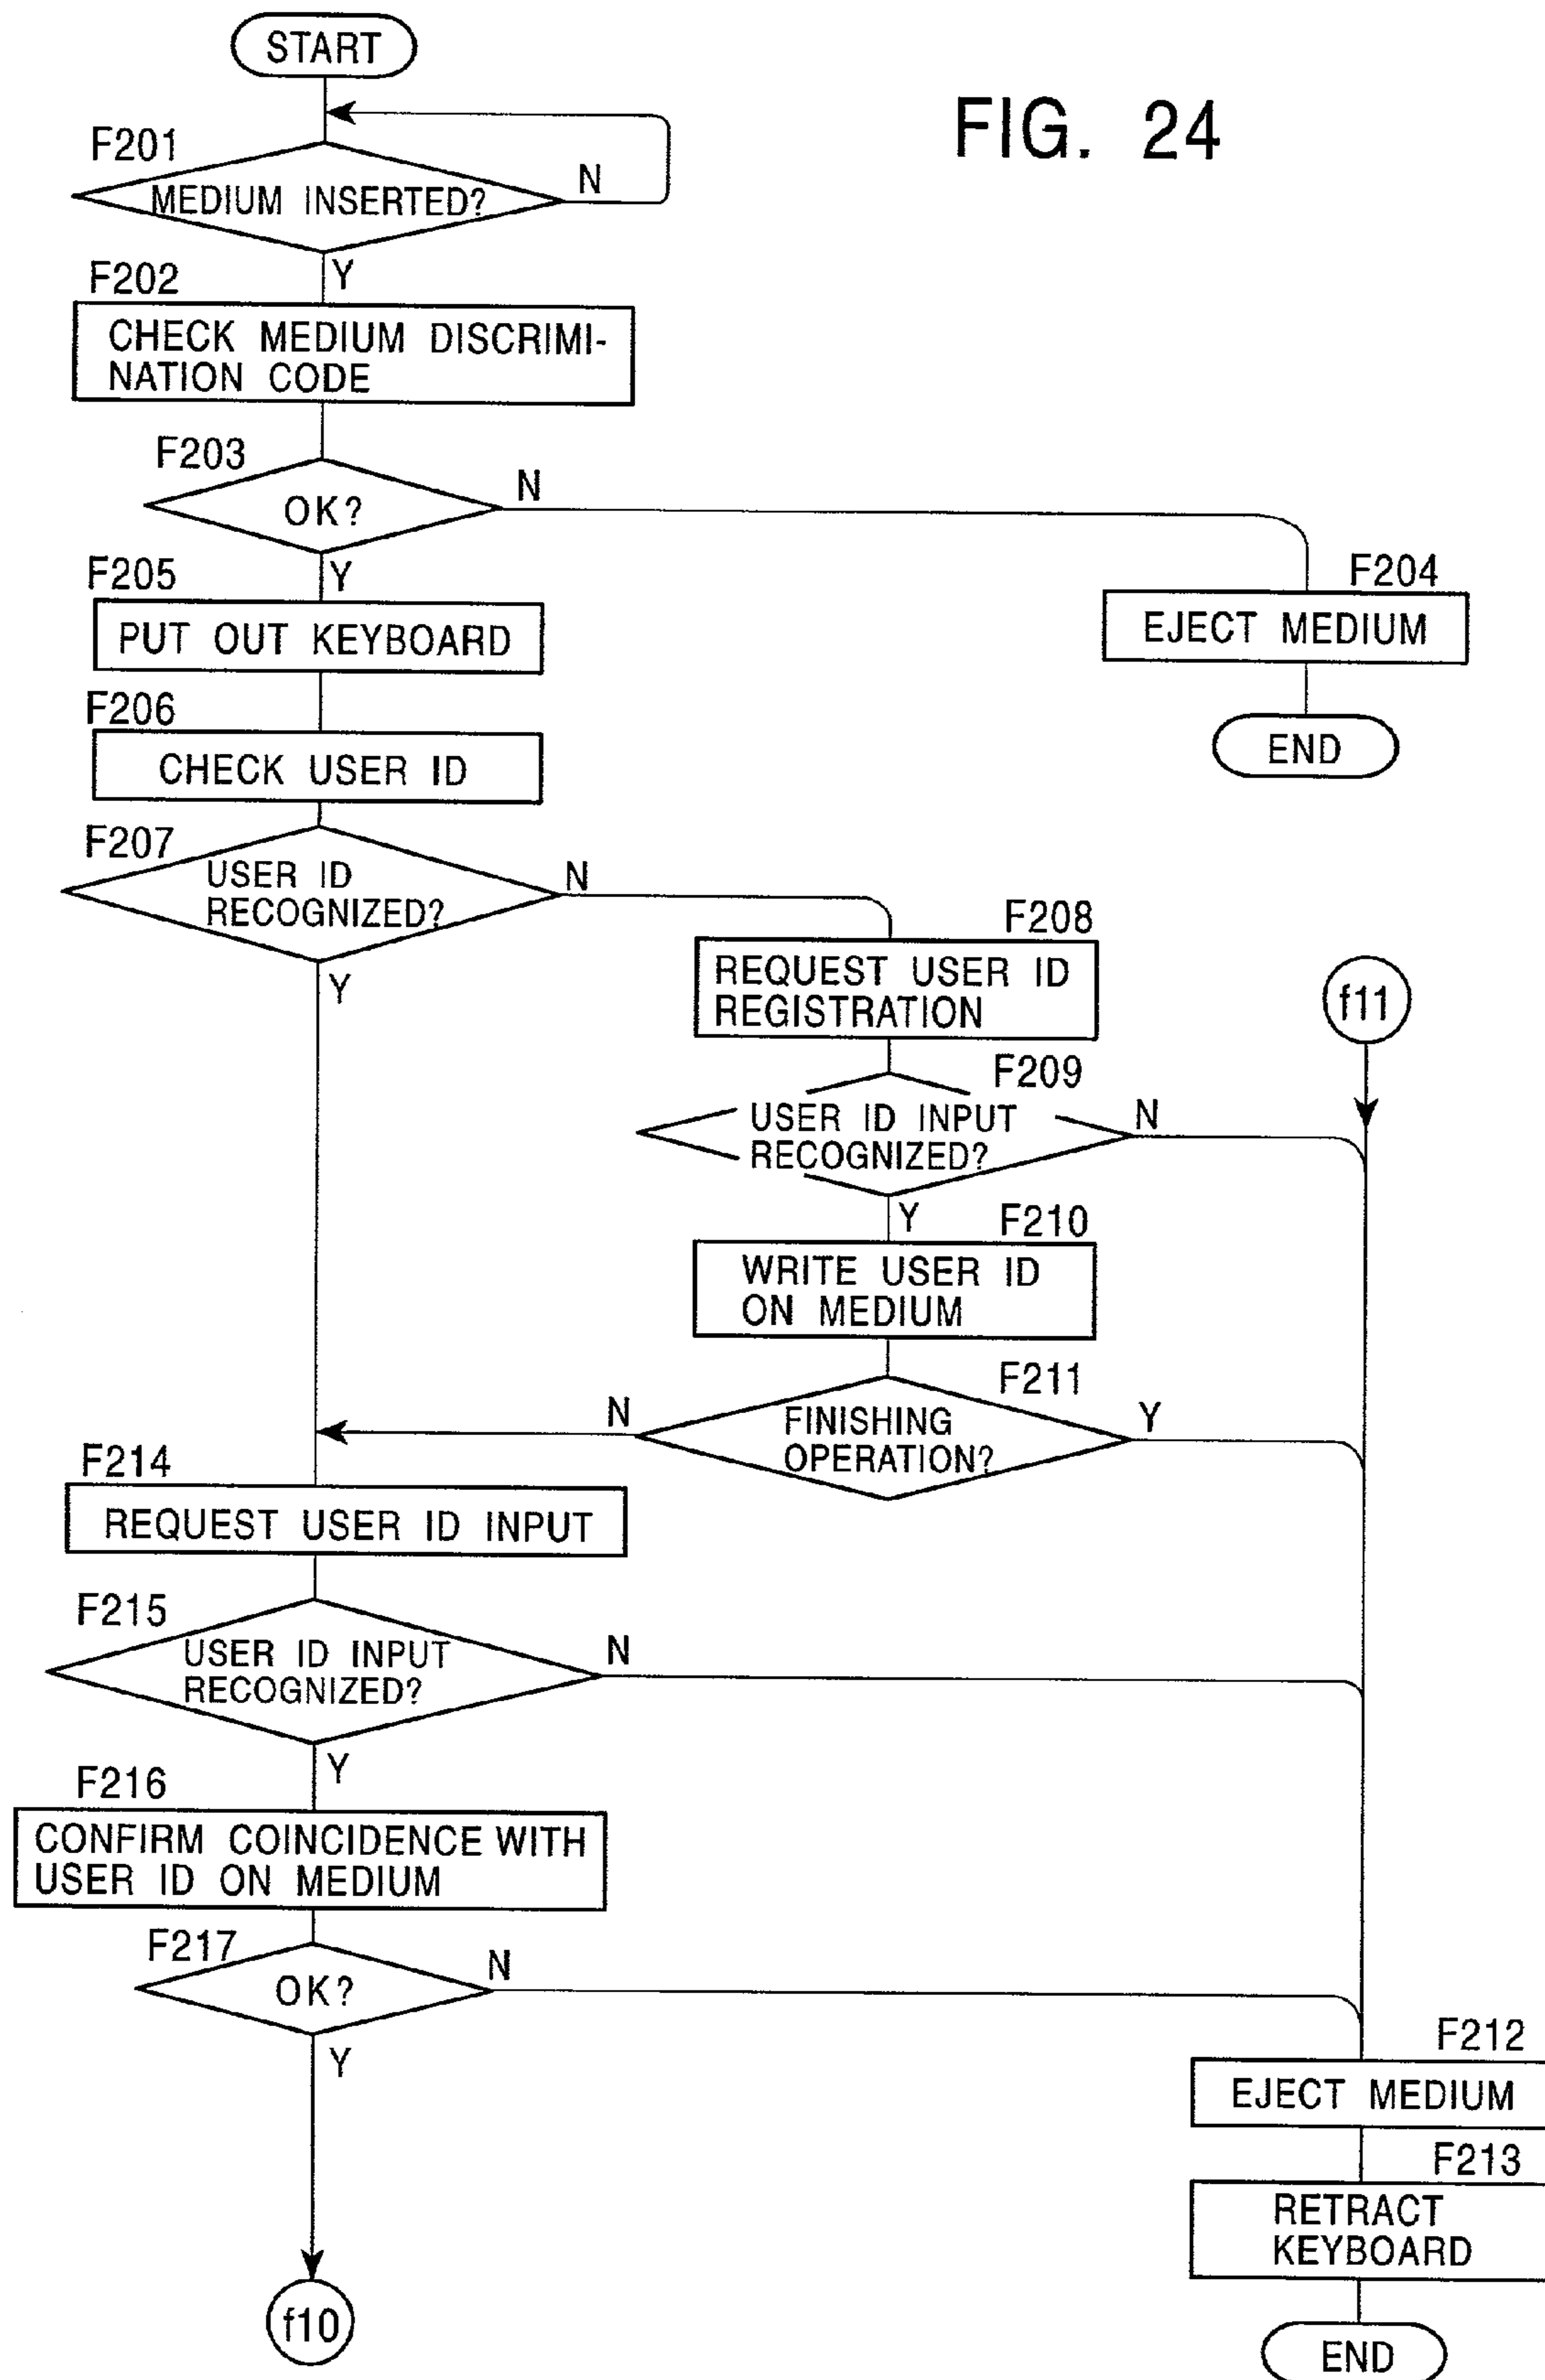 START
FIG. 24
F201
MEDIUM INSERTED?
N
Y
F202
CHECK MEDIUM DISCRIMI-
NATION CODE
F203
OK?
N
Y
F204
EJECT MEDIUM
END
F205
PUT OUT KEYBOARD
F206
CHECK USER ID
F207
USER ID
RECOGNIZED?
N
Y
F208
REQUEST USER ID
REGISTRATION
f11
F209
USER ID INPUT
RECOGNIZED?
N
Y
F210
WRITE USER ID
ON MEDIUM
F211
FINISHING
OPERATION?
N
Y
F214
REQUEST USER ID INPUT
F215
USER ID INPUT
RECOGNIZED?
N
Y
F216
CONFIRM COINCIDENCE WITH
USER ID ON MEDIUM
F217
OK?
N
Y
F212
EJECT MEDIUM
F213
RETRACT
KEYBOARD
f10
END